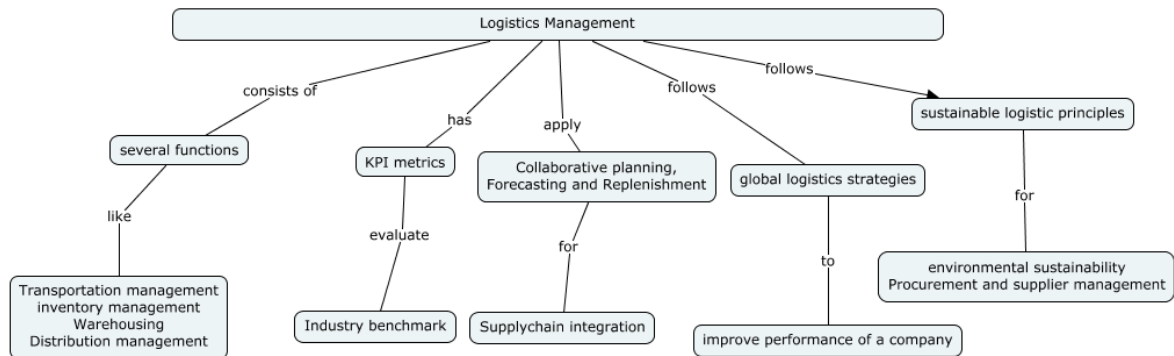 Logistics Management
consists of
has
apply
follows
follows
several functions
KPI metrics
Collaborative planning,
Forecasting and Replenishment
global logistics strategies
sustainable logistic principles
like
evaluate
for
to
for
Transportation management
inventory management
Warehousing
Distribution management
Industry benchmark
Supplychain integration
improve performance of a company
environmental sustainability
Procurement and supplier management